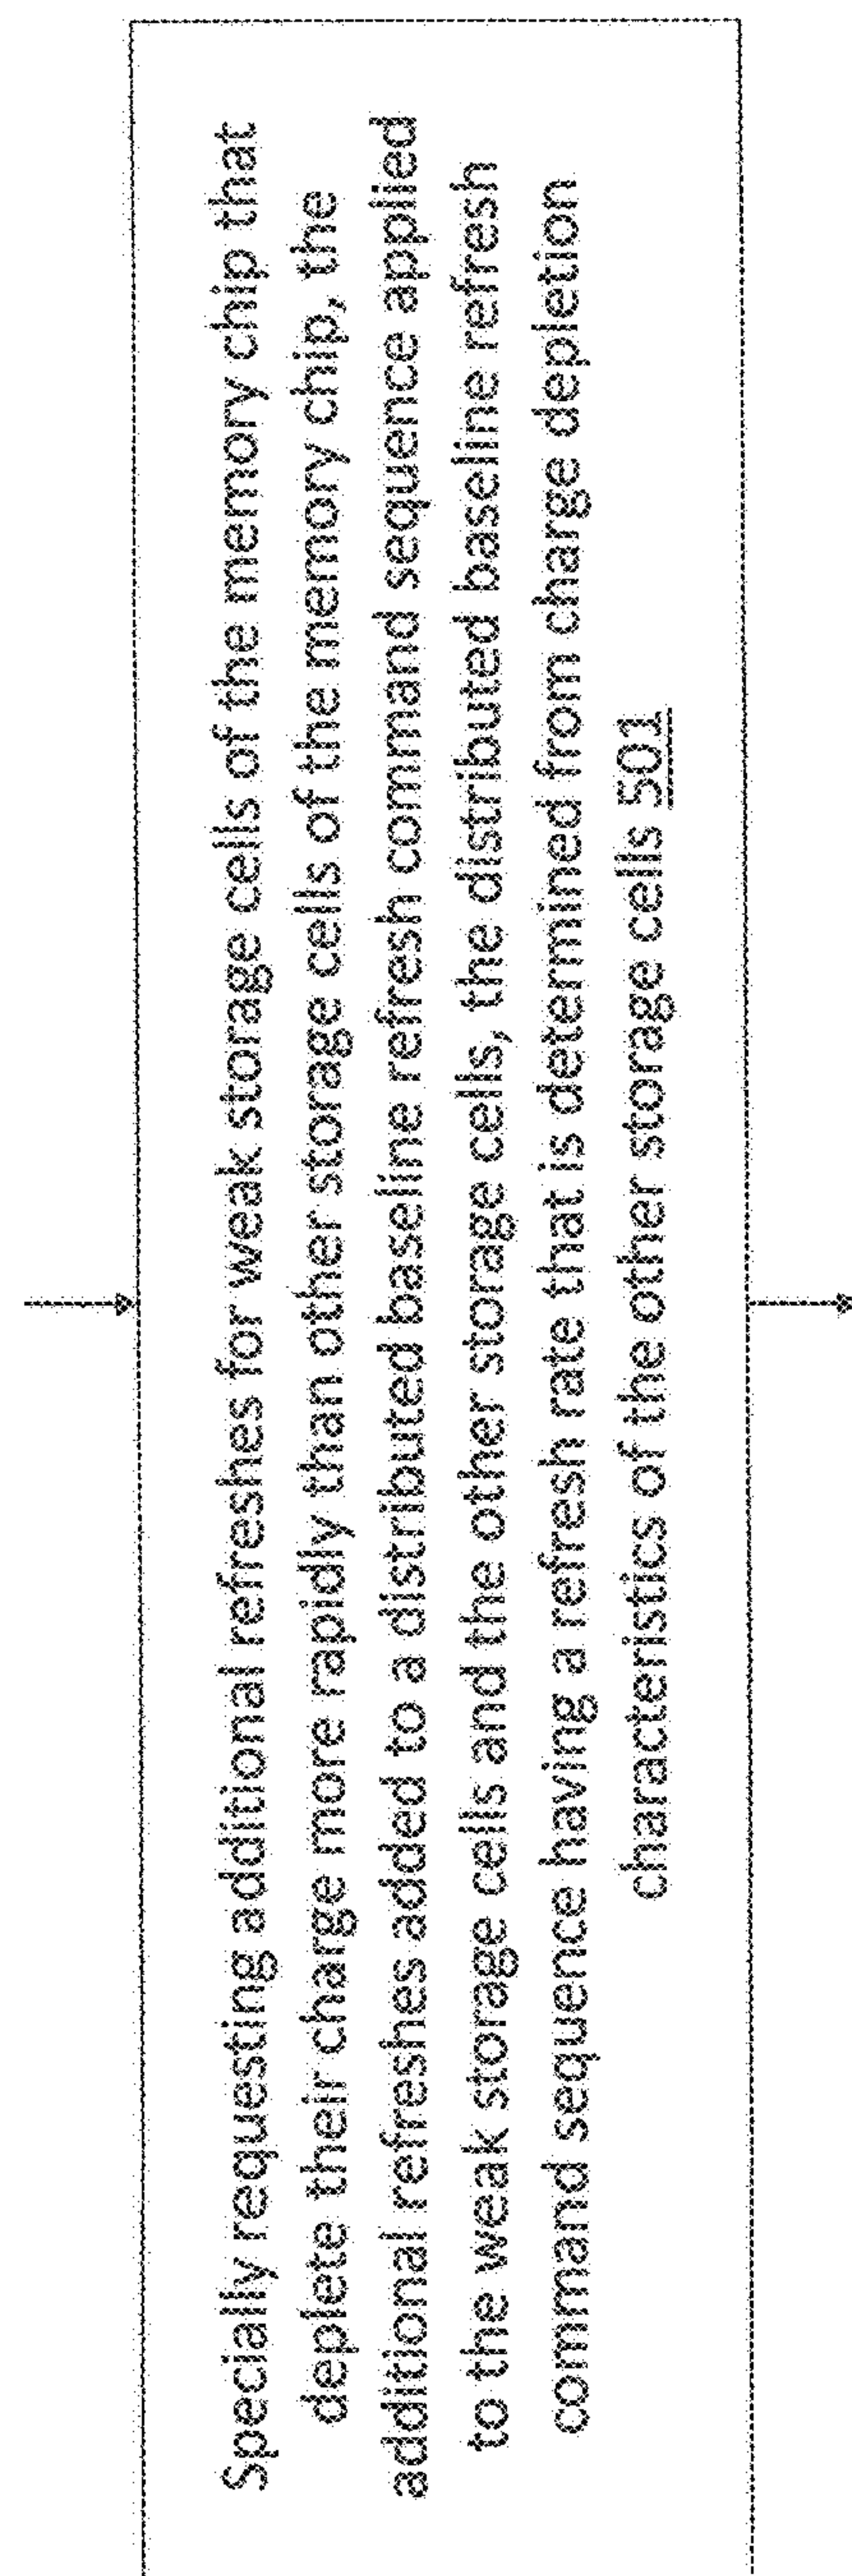 Specially requesting additional refreshes for weak storage cells of the memory chip that
deplete their charge more rapidly than other storage cells of the memory chip, the
additional refreshes added to a distributed baseline refresh command sequence applied
to the weak storage cells and the other storage cells, the distributed baseline refresh
command sequence having a refresh rate that is determined from charge depletion
characteristics of the other storage cells 501